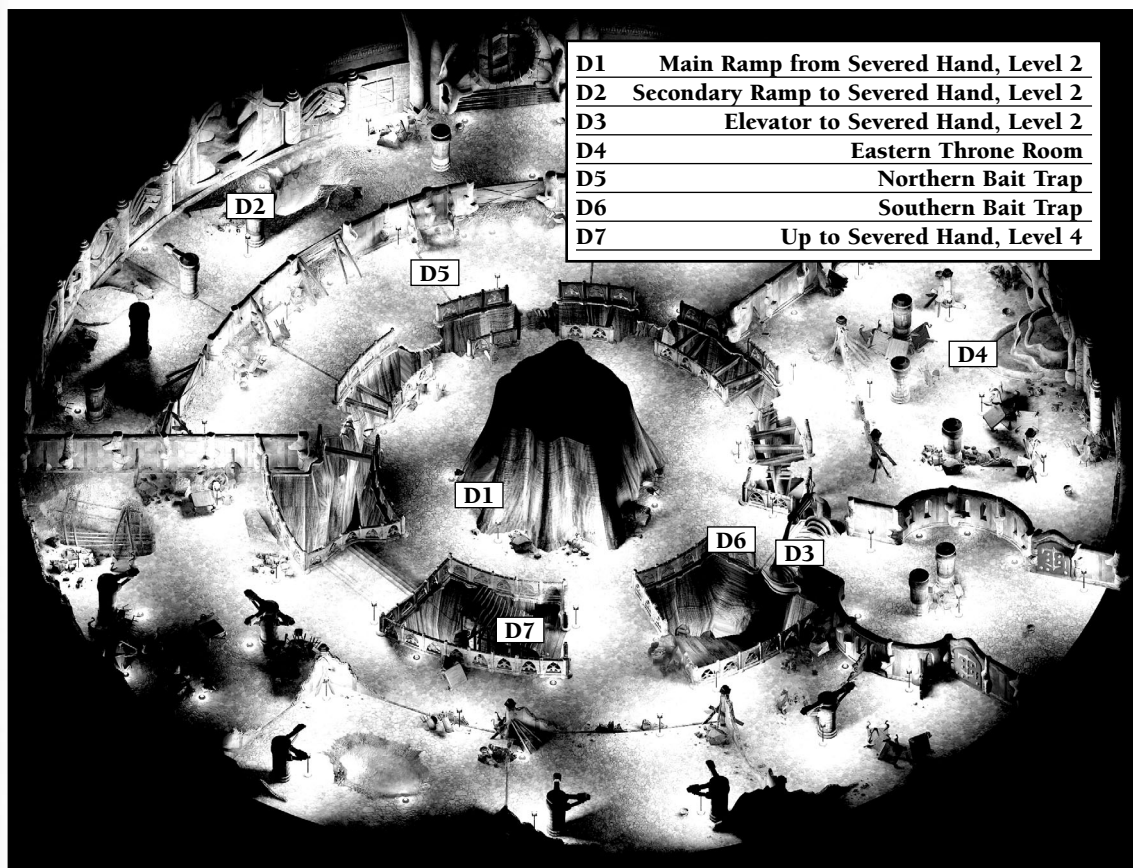 D1 Main Ramp from Severed Hand, Level 2
D2 Secondary Ramp to Severed Hand, Level 2
D3 Elevator to Severed Hand, Level 2
D4 Eastern Throne Room
D5 Northern Bait Trap
D6 Southern Bait Trap
D7 Up to Severed Hand, Level 4
D2
D5
D4
D1
D6
D3
D7